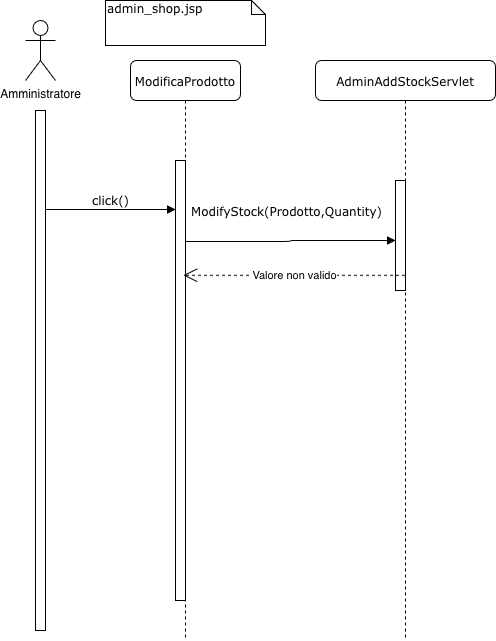 admin_shop.jsp
Amministratore
ModificaProdotto
AdminAddStockServlet
click()
ModifyStock(Prodotto,Quantity)
Valore non valido